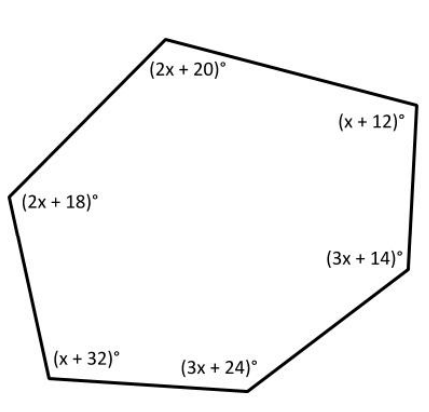 (2x + 20)°
(x + 12)°
(2x + 18)°
(3x + 14)°
(x + 32)°
(3x + 24)°